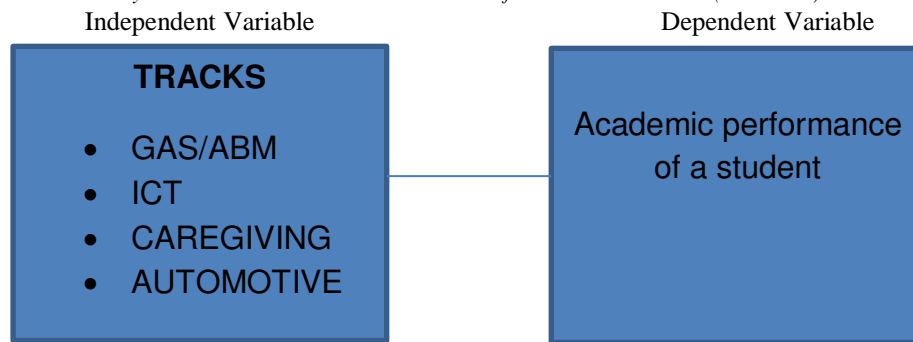 Independent Variable Dependent Variable
TRACKS
• GAS/ABM
• ICT
• CAREGIVING
• AUTOMOTIVE
Academic performance
of a student